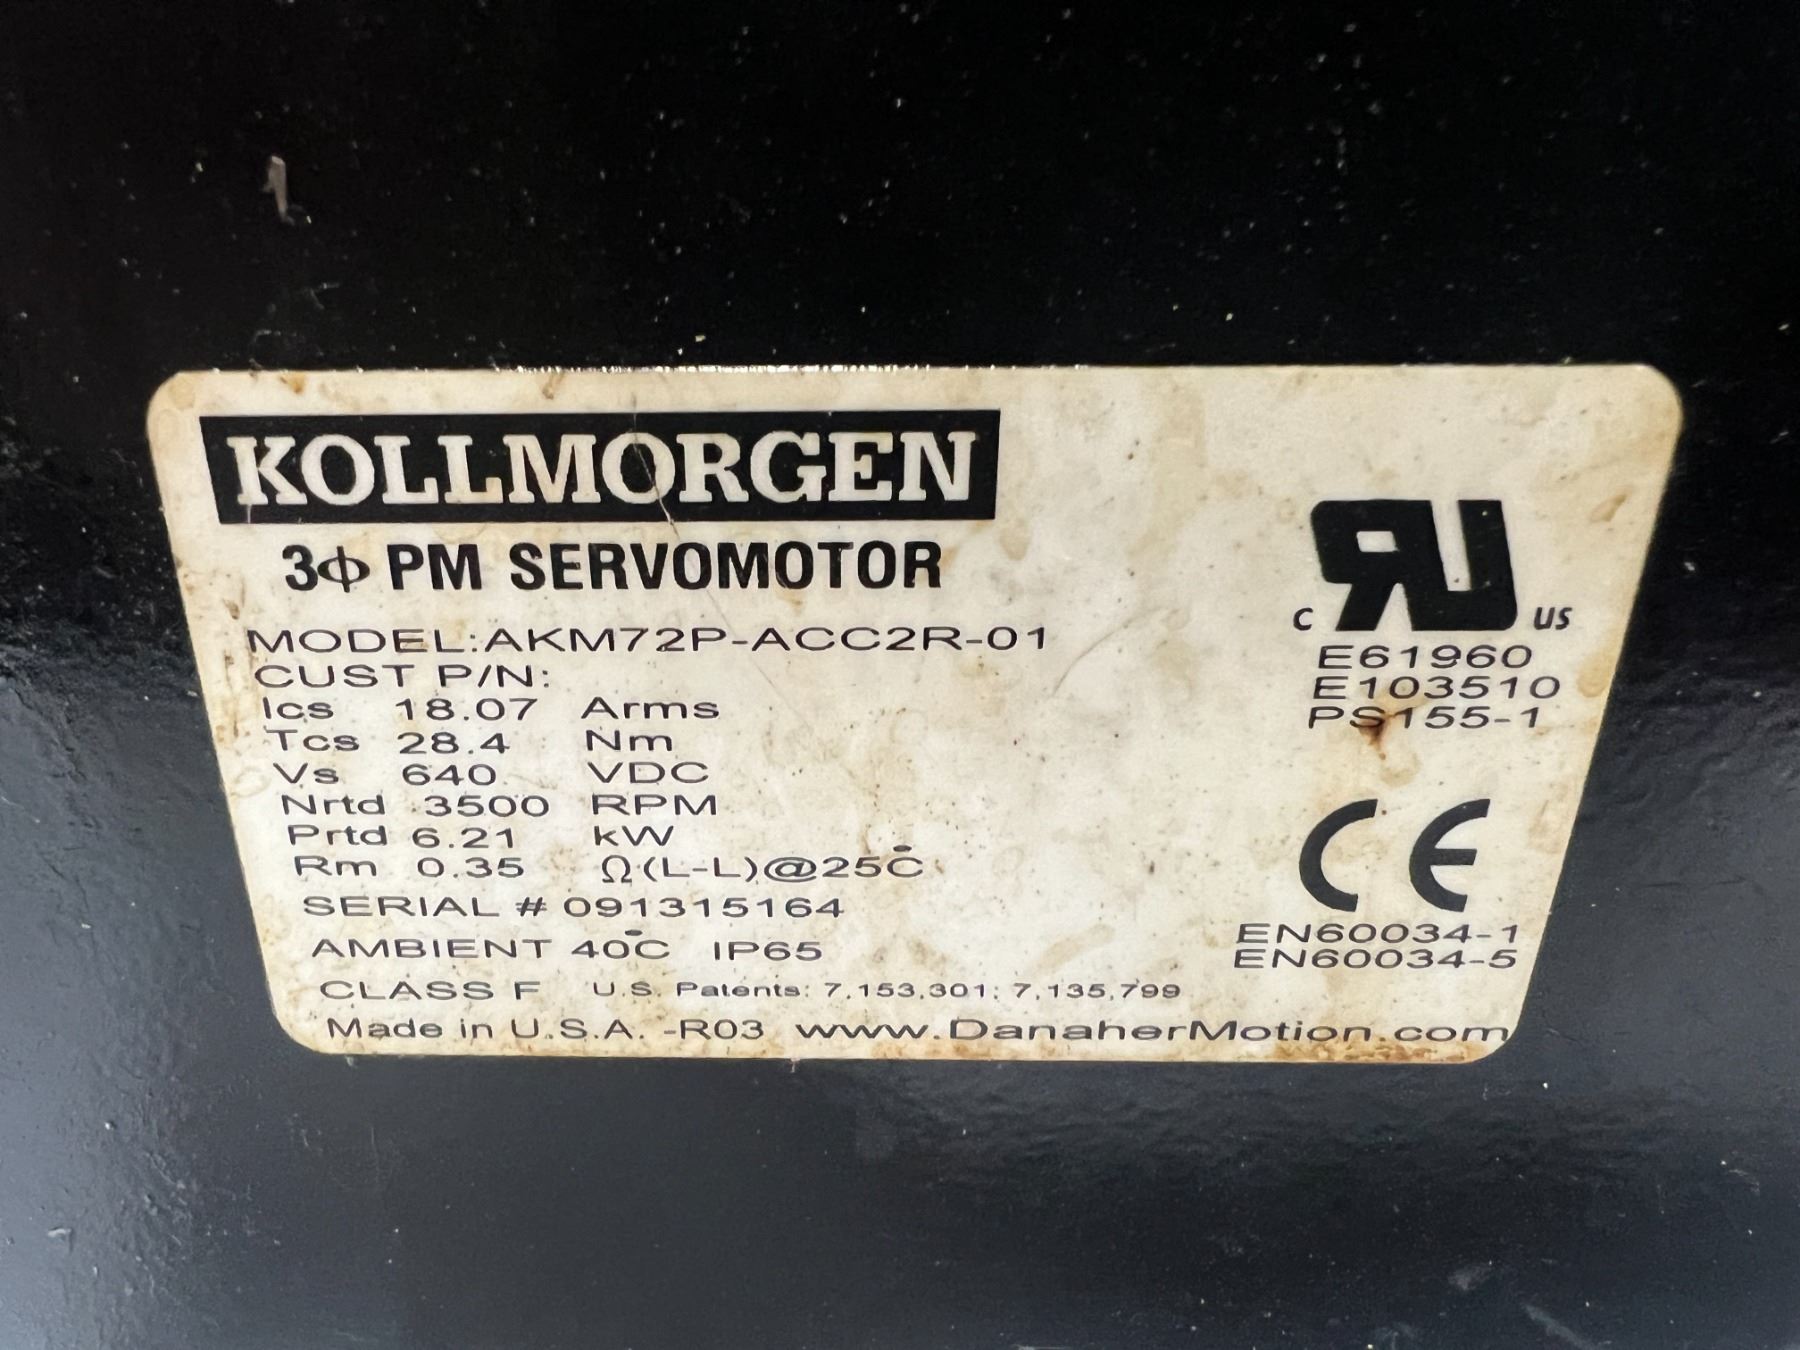 KOLLMORGEN
3ϕ PM SERVOMOTOR
MODEL:AKM72P-ACC2R-01
CUST P/N:
Ics 18.07 Arms
Tcs 28.4 Nm
Vs 640 VDC
Nrtd 3500 RPM
Prtd 6.21 kW
Rm 0.35 Ω(L-L)@25°C
SERIAL # 091315164
AMBIENT 40°C IP65
CLASS F U.S. Patents: 7,153,301; 7,135,799
Made in U.S.A. -R03 www.DanaherMotion.com
c RU us
E61960
E103510
PS155-1
CE
EN60034-1
EN60034-5